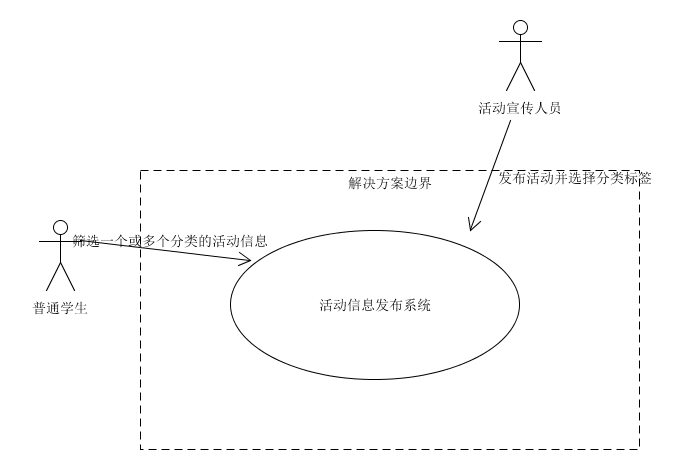 活动宣传人员
发布活动并选择分类标签
解决方案边界
筛选一个或多个分类的活动信息
普通学生
活动信息发布系统